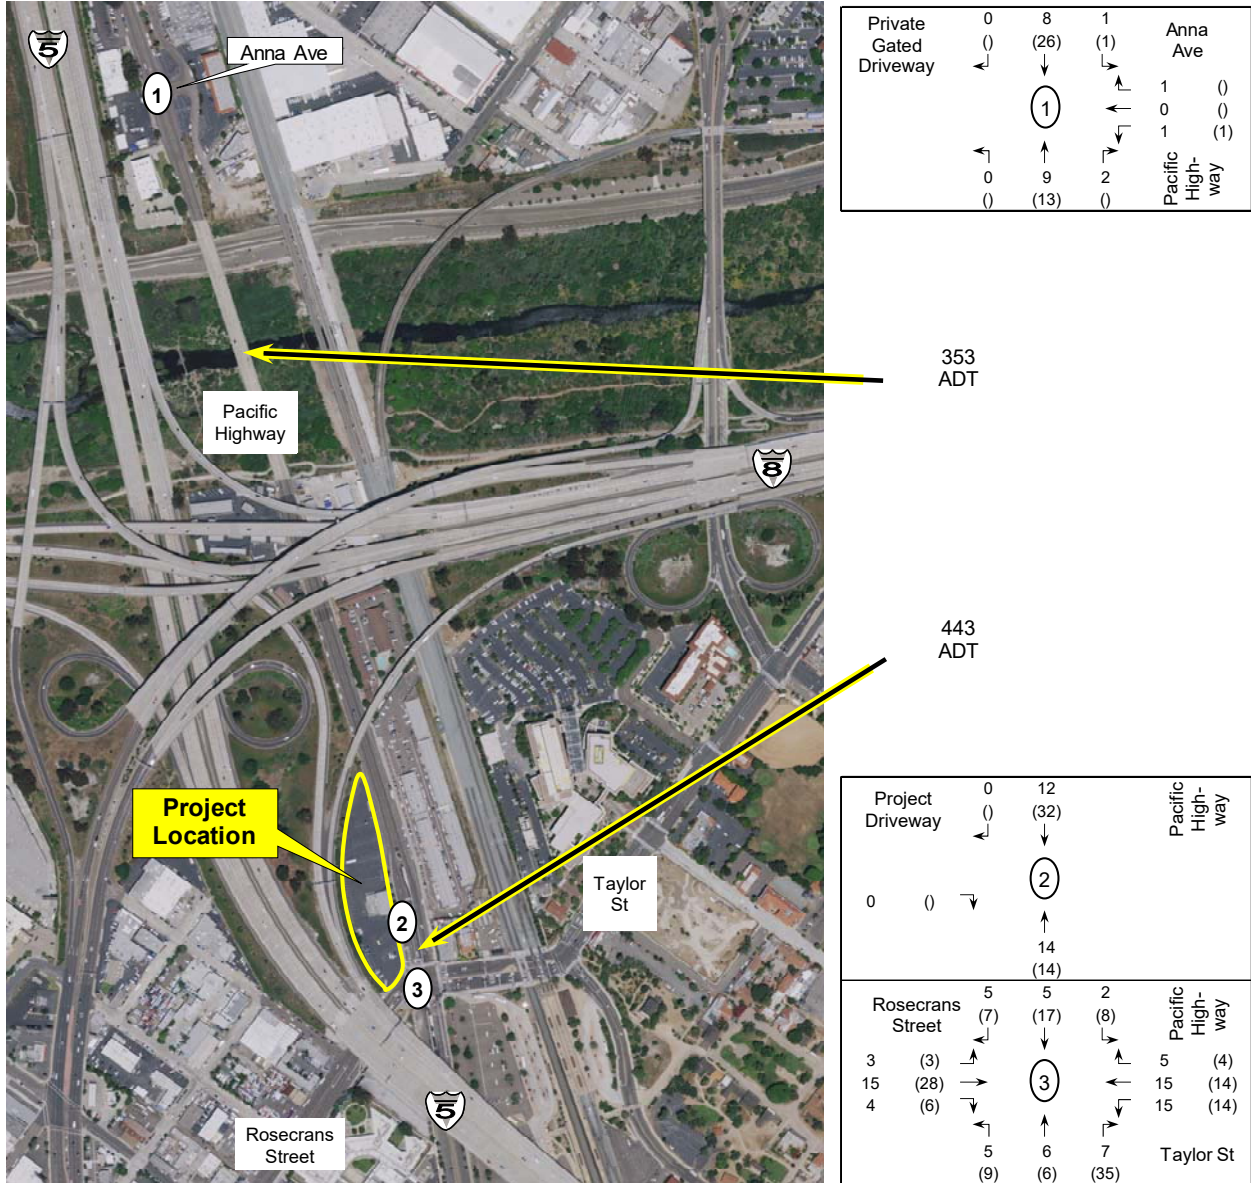 5
Anna Ave
1
Pacific
Highway
8
Project
Location
2
3
Taylor
St
5
Rosecrans
Street
Private
Gated
Driveway
0 8 1
() (26) (1)
Anna
Ave
1
1 ()
0 ()
1 (1)
0 9 2
() (13) ()
Pacific
High-
way
353
ADT
443
ADT
Project
Driveway
0 12
() (32)
Pacific
High-
way
2
0 ()
14
(14)
Rosecrans
Street
5 5 2
(7) (17) (8)
Pacific
High-
way
3 (3)
15 (28)
4 (6)
3
5 (4)
15 (14)
15 (14)
5 6 7
(9) (6) (35)
Taylor St